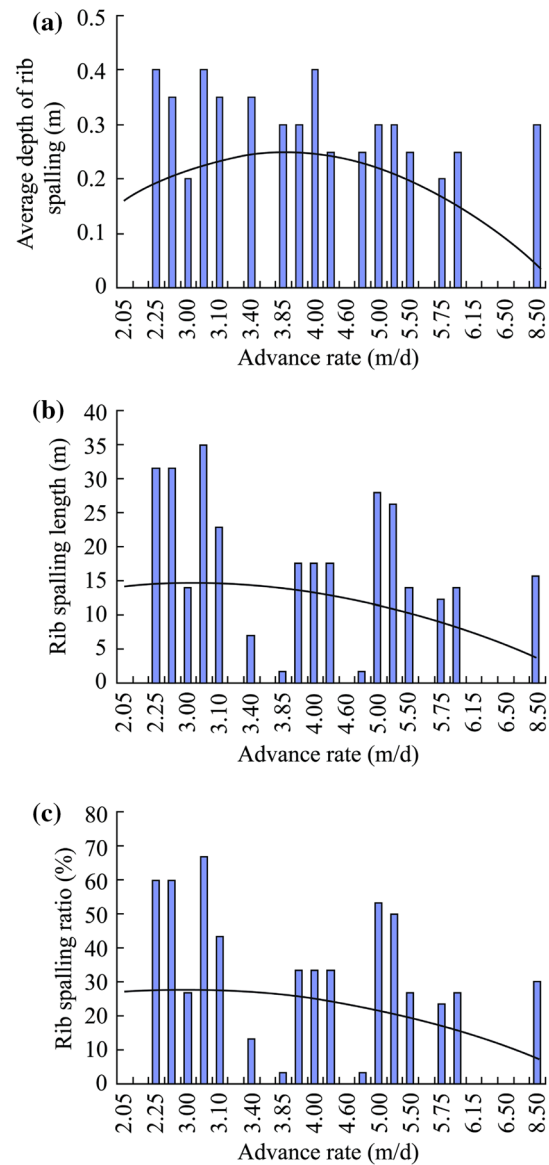 (a)
Average depth of rib
spalling (m)
0.5
0.4
0.3
0.2
0.1
0
2.05 2.25 3.00 3.10 3.40 3.85 4.00 4.60 5.00 5.50 5.75 6.15 6.50 8.50
Advance rate (m/d)
(b)
Rib spalling length (m)
40
35
30
25
20
15
10
5
0
2.05 2.25 3.00 3.10 3.40 3.85 4.00 4.60 5.00 5.50 5.75 6.15 6.50 8.50
Advance rate (m/d)
(c)
Rib spalling ratio (%)
80
70
60
50
40
30
20
10
0
2.05 2.25 3.00 3.10 3.40 3.85 4.00 4.60 5.00 5.50 5.75 6.15 6.50 8.50
Advance rate (m/d)